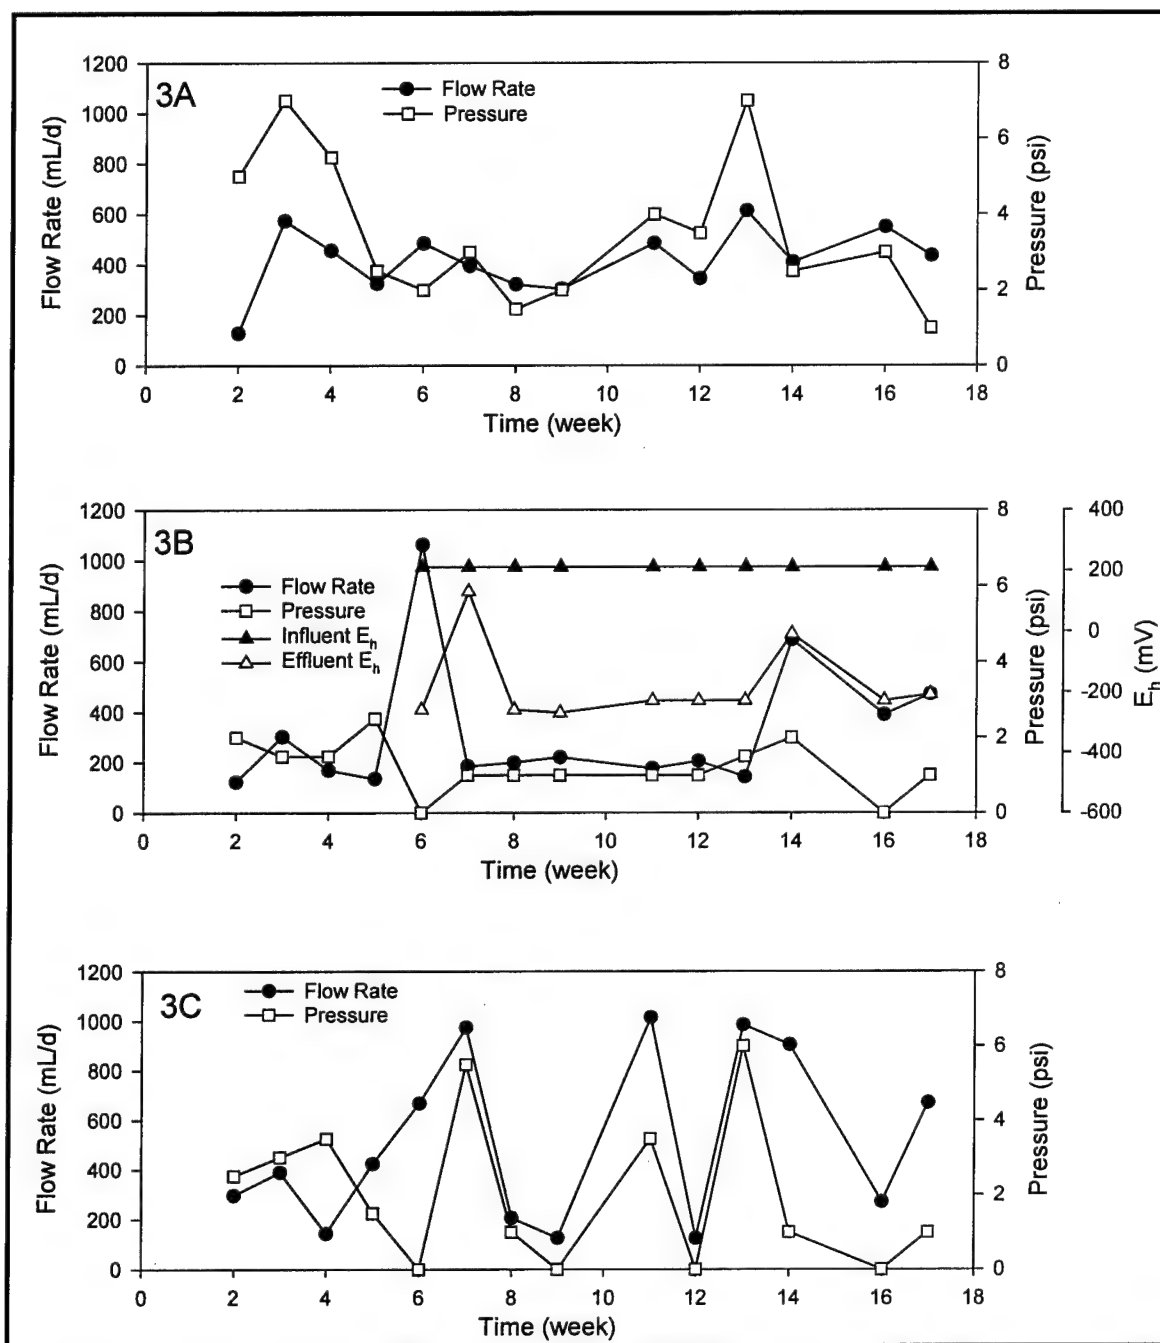 3A
Flow Rate
Pressure
1200
1000
800
600
400
200
0
Flow Rate (mL/d)
8
6
4
2
0
Pressure (psi)
0 2 4 6 8 10 12 14 16 18
Time (week)
3B
Flow Rate
Pressure
Influent Eh
Effluent Eh
1200
1000
800
600
400
200
0
Flow Rate (mL/d)
8
6
4
2
0
Pressure (psi)
400
200
0
-200
-400
-600
Eh (mV)
0 2 4 6 8 10 12 14 16 18
Time (week)
3C
Flow Rate
Pressure
1200
1000
800
600
400
200
0
Flow Rate (mL/d)
8
6
4
2
0
Pressure (psi)
0 2 4 6 8 10 12 14 16 18
Time (week)